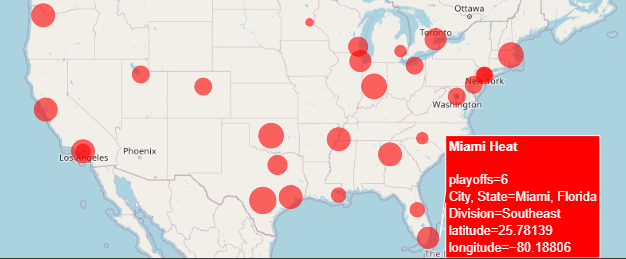 Ottawa
Toronto
New York
Washington
Los Angeles
Phoenix
Miami Heat
playoffs=6
City, State=Miami, Florida
Division=Southeast
latitude=25.78139
longitude=−80.18806
The